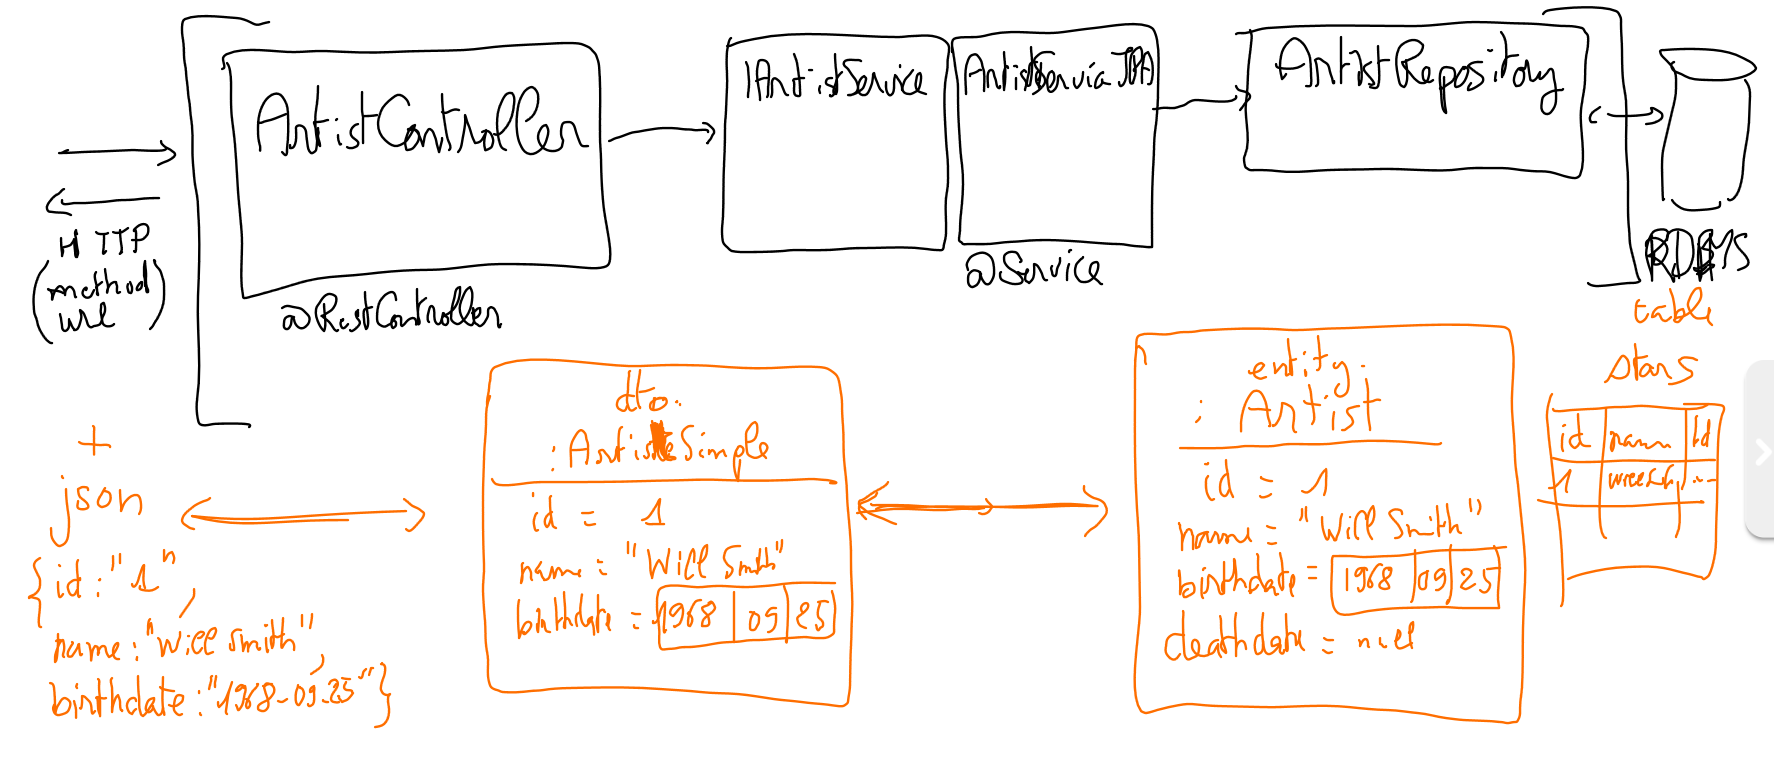 ArtistController
IArtistService
ArtistServiceJPA
ArtistRepository
HTTP
(method)
url
@RestController
@Service
RDBMS
table
stars
id name bd
1
+
json
{id:"1",
name:"Will Smith",
birthdate:"1968-09-25"}
dto
:ArtistSimple
id = 1
name = "Will Smith"
birthdate = 1968 | 09 | 25
entity
: Artist
id = 1
name = "Will Smith"
birthdate = 1968 | 09 | 25
deathdate = null